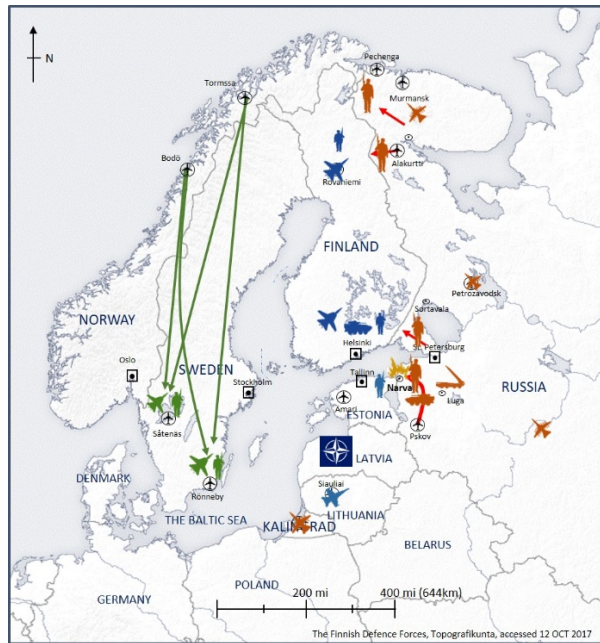 N
Pechenga
Murmansk
Tormssa
Alakurtti
Bodö
Rovaniemi
FINLAND
Petrozavodsk
Sortavala
NORWAY
Helsinki
St. Petersburg
Oslo
SWEDEN
Stockholm
Tallinn
Narva
RUSSIA
Luga
Amari
ESTONIA
Såtenäs
Pskov
LATVIA
DENMARK
Siauliai
Rönneby
LITHUANIA
THE BALTIC SEA
KALINGRAD
BELARUS
POLAND
GERMANY
200 mi
400 mi (644km)
The Finnish Defence Forces, Topografikunta, accessed 12 OCT 2017